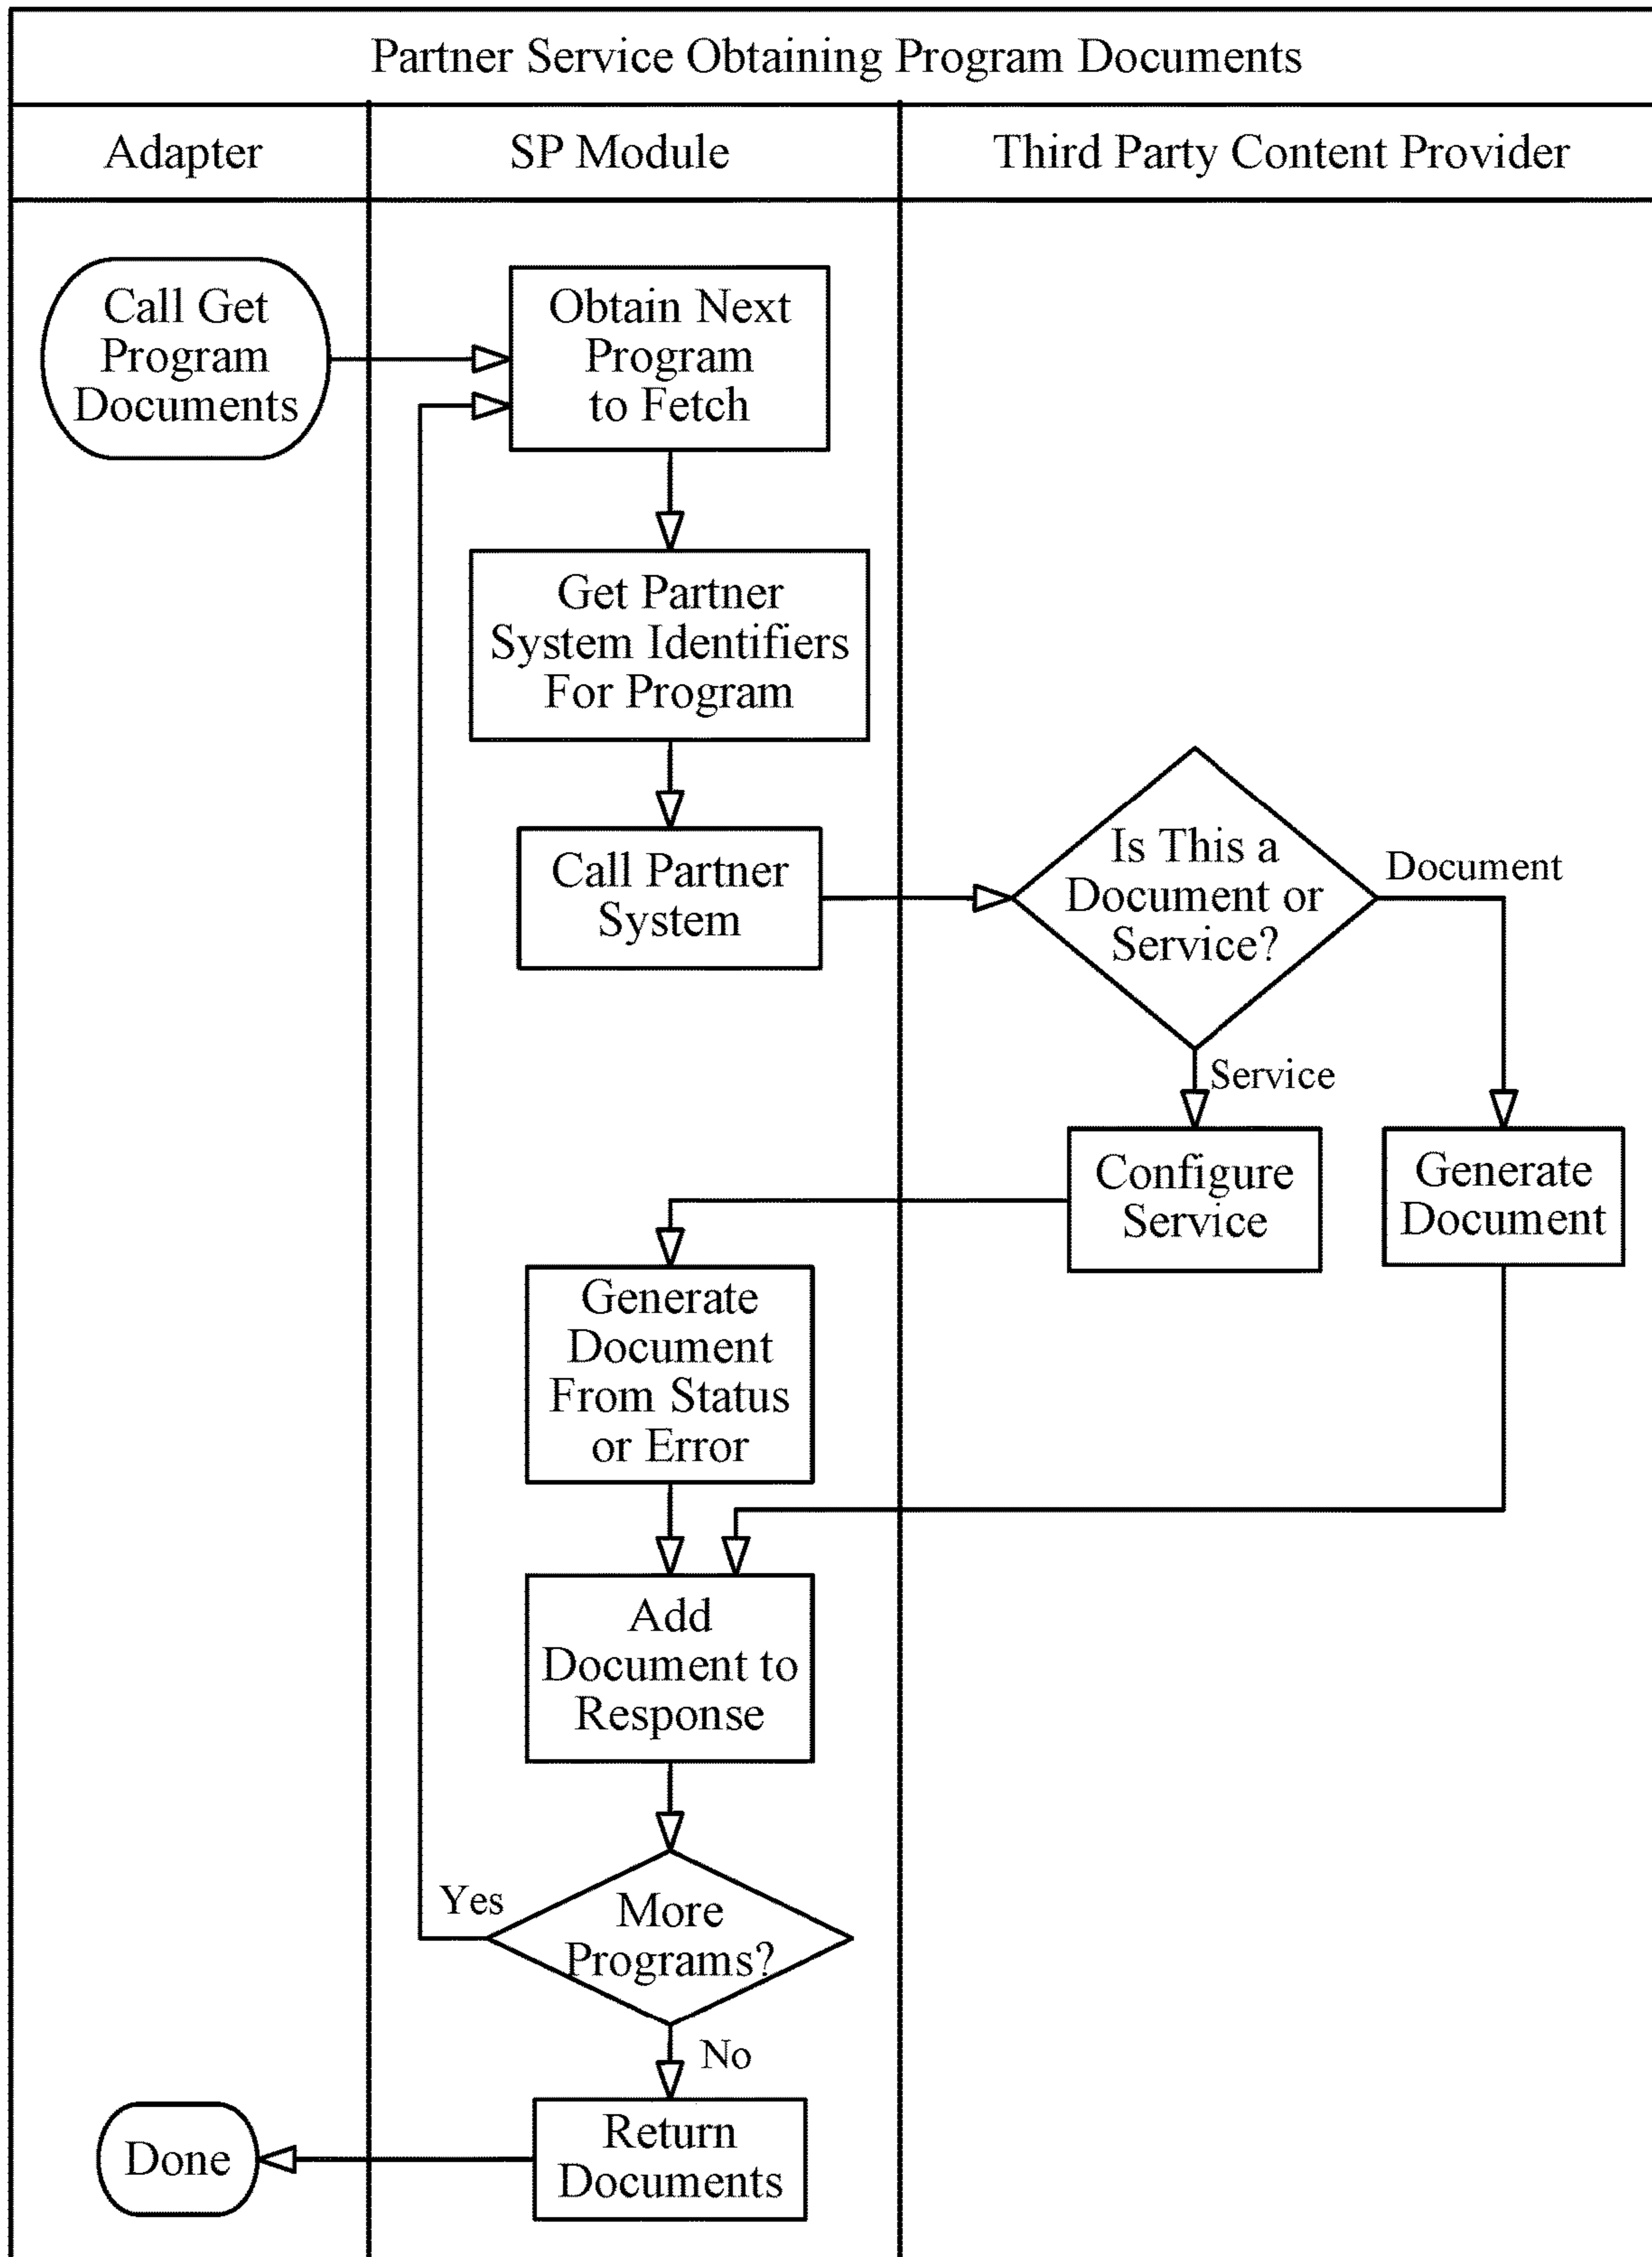 Partner Service Obtaining Program Documents
Adapter
SP Module
Third Party Content Provider
Call Get
Program
Documents
Obtain Next
Program
to Fetch
Get Partner
System Identifiers
For Program
Call Partner
System
Is This a
Document or
Service?
Document
Service
Configure
Service
Generate
Document
Generate
Document
From Status
or Error
Add
Document to
Response
Yes
More
Programs?
No
Return
Documents
Done